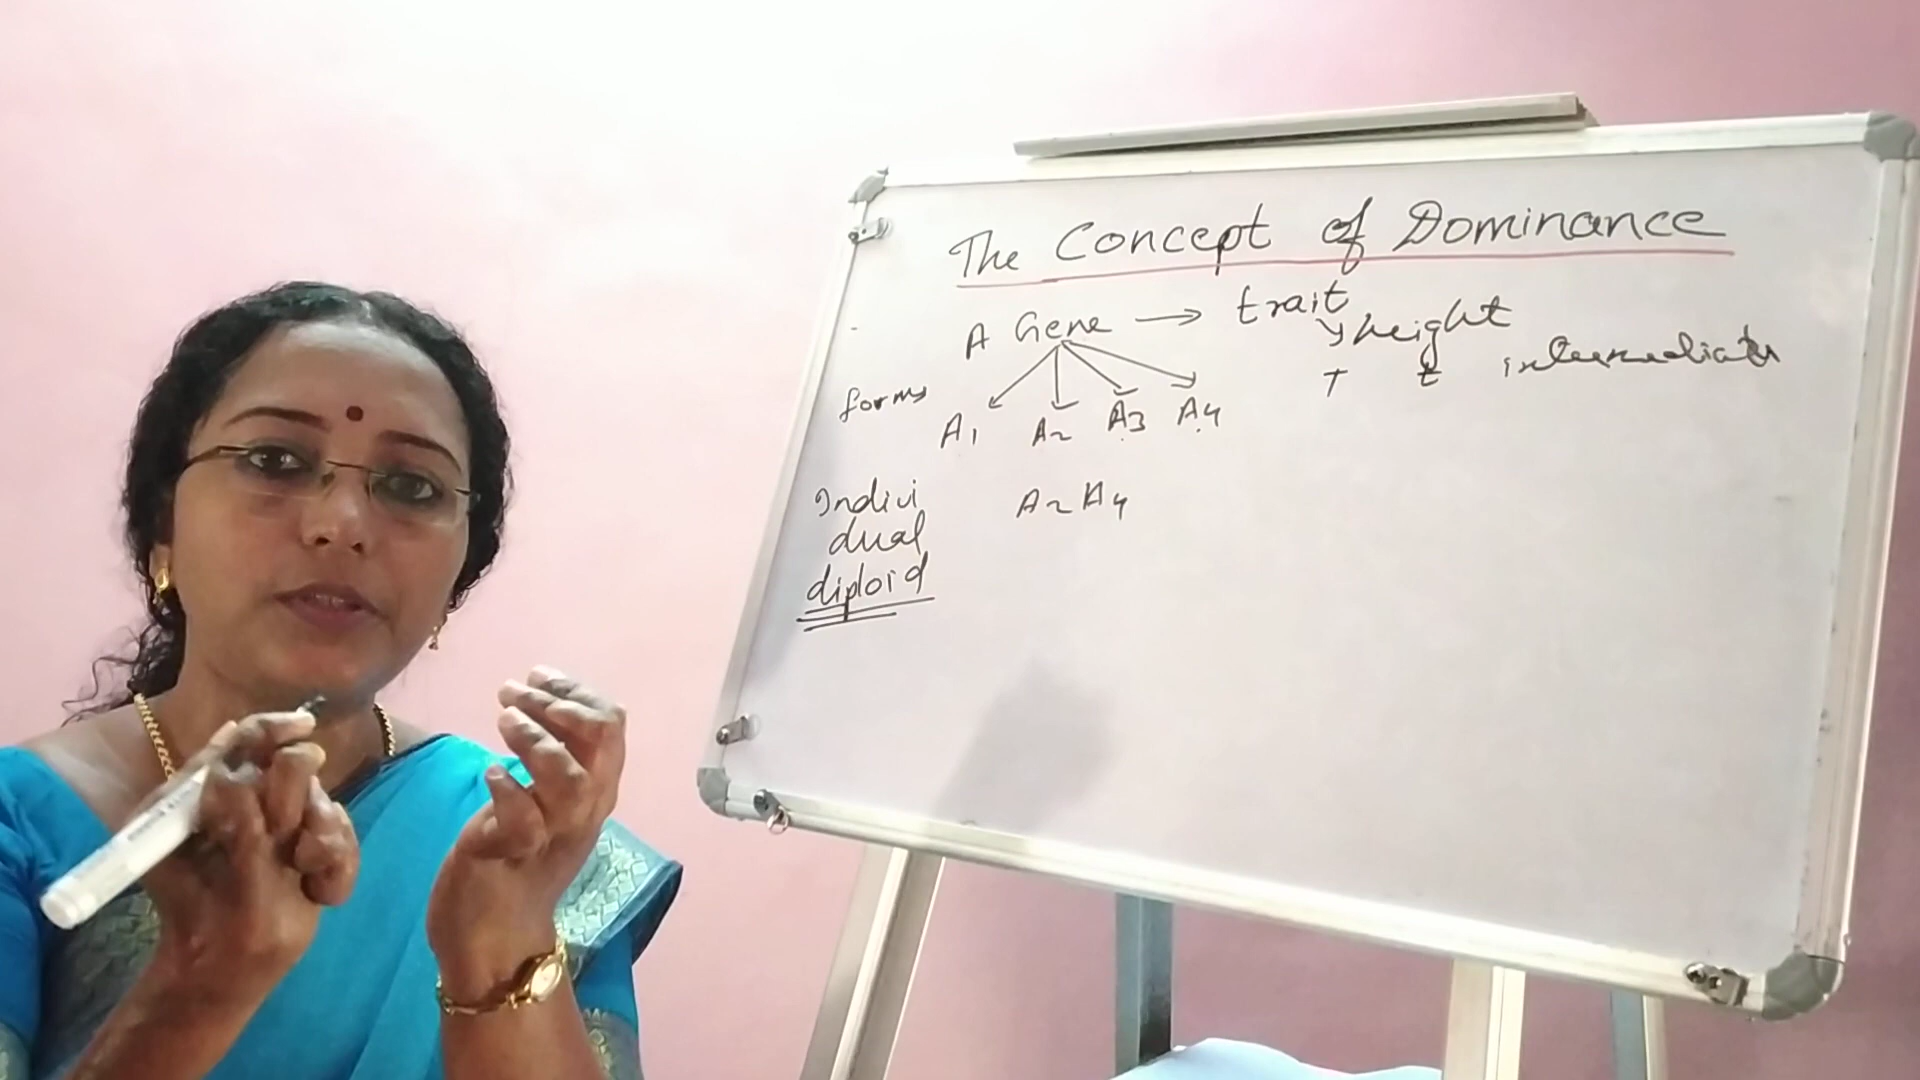 The Concept of Dominance
A Gene → trait
↳ height
T t intermediate
forms
A1 A2 A3 A4
Indivi
dual
diploid
A2 A4